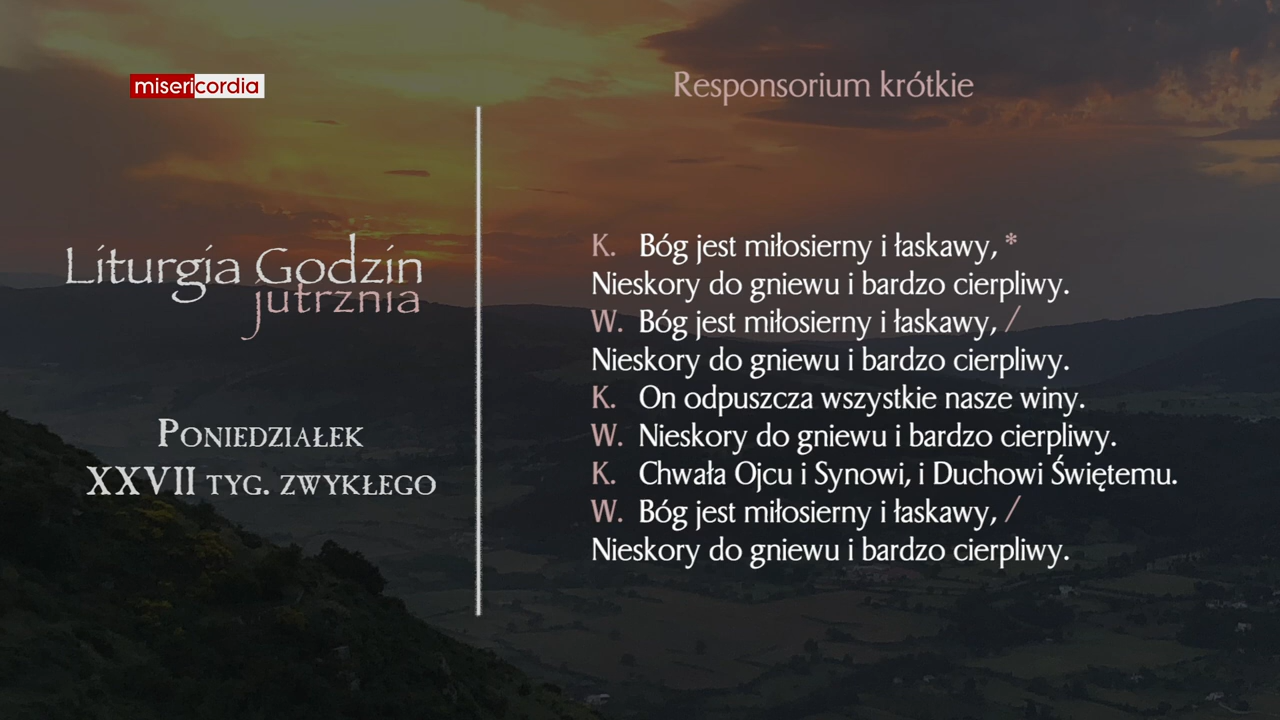 misericordia
Liturgia Godzin
jutrznia
Poniedziałek
XXVII tyg. zwykłego
Responsorium krótkie
K. Bóg jest miłosierny i łaskawy, *
Nieskory do gniewu i bardzo cierpliwy.
W. Bóg jest miłosierny i łaskawy, /
Nieskory do gniewu i bardzo cierpliwy.
K. On odpuszcza wszystkie nasze winy.
W. Nieskory do gniewu i bardzo cierpliwy.
K. Chwała Ojcu i Synowi, i Duchowi Świętemu.
W. Bóg jest miłosierny i łaskawy, /
Nieskory do gniewu i bardzo cierpliwy.